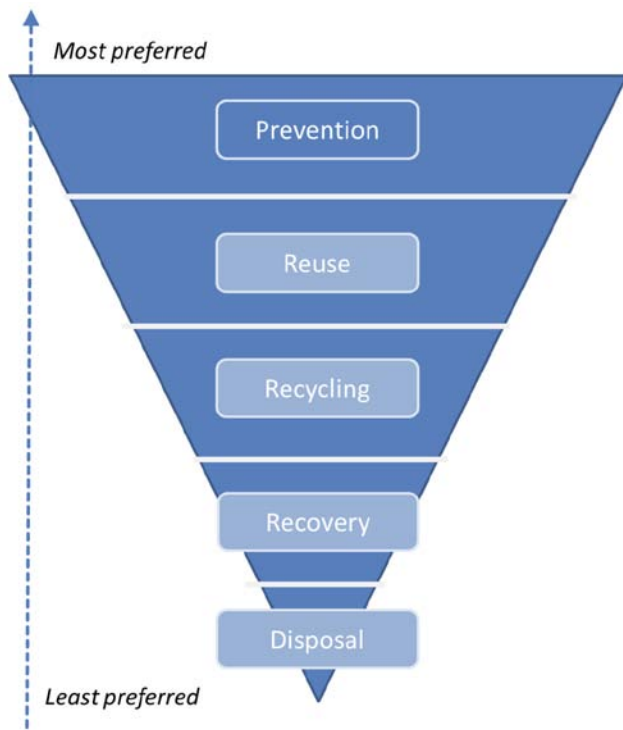 Most preferred
Prevention
Reuse
Recycling
Recovery
Disposal
Least preferred